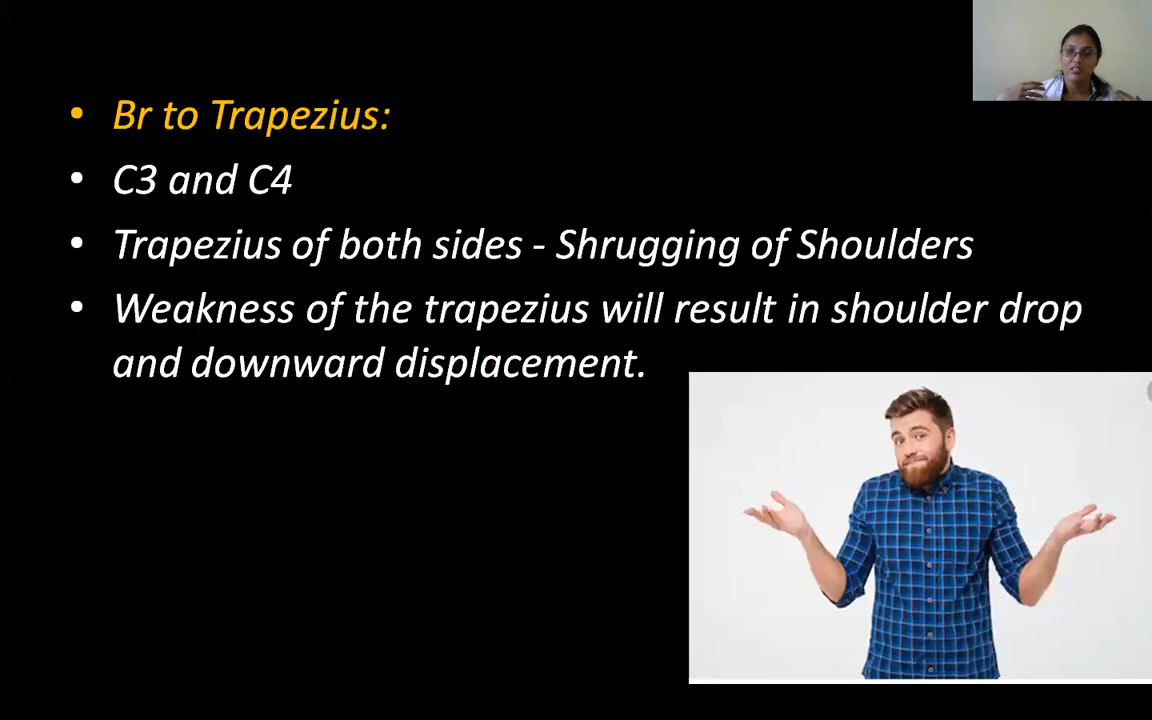 • Br to Trapezius:
• C3 and C4
• Trapezius of both sides - Shrugging of Shoulders
• Weakness of the trapezius will result in shoulder drop
and downward displacement.